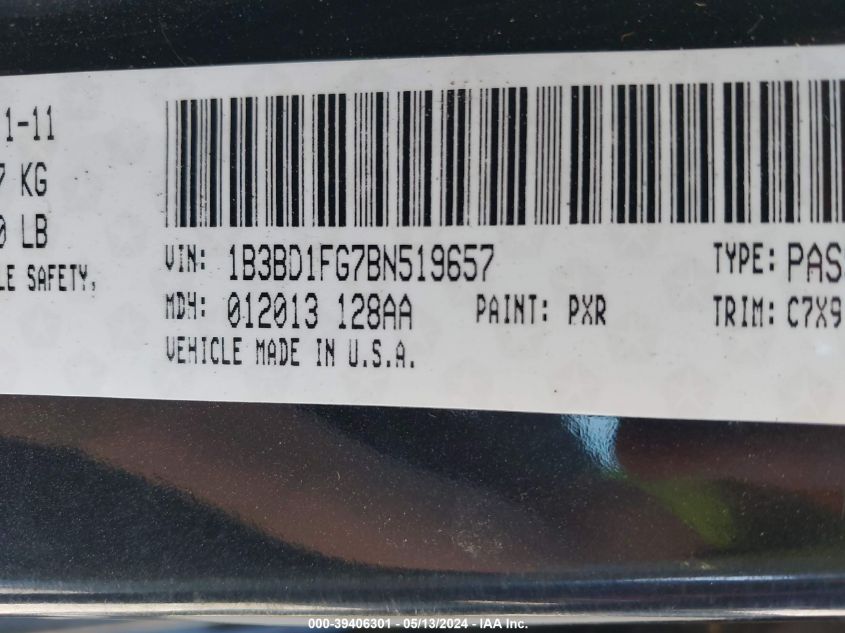 1-11
7 KG
0 LB
LE SAFETY,
VIN: 1B3BD1FG7BN519657 TYPE: PAS
MDH: 012013 128AA PAINT: PXR TRIM: C7X9
VEHICLE MADE IN U.S.A.
000-39406301 - 05/13/2024 - IAA Inc.